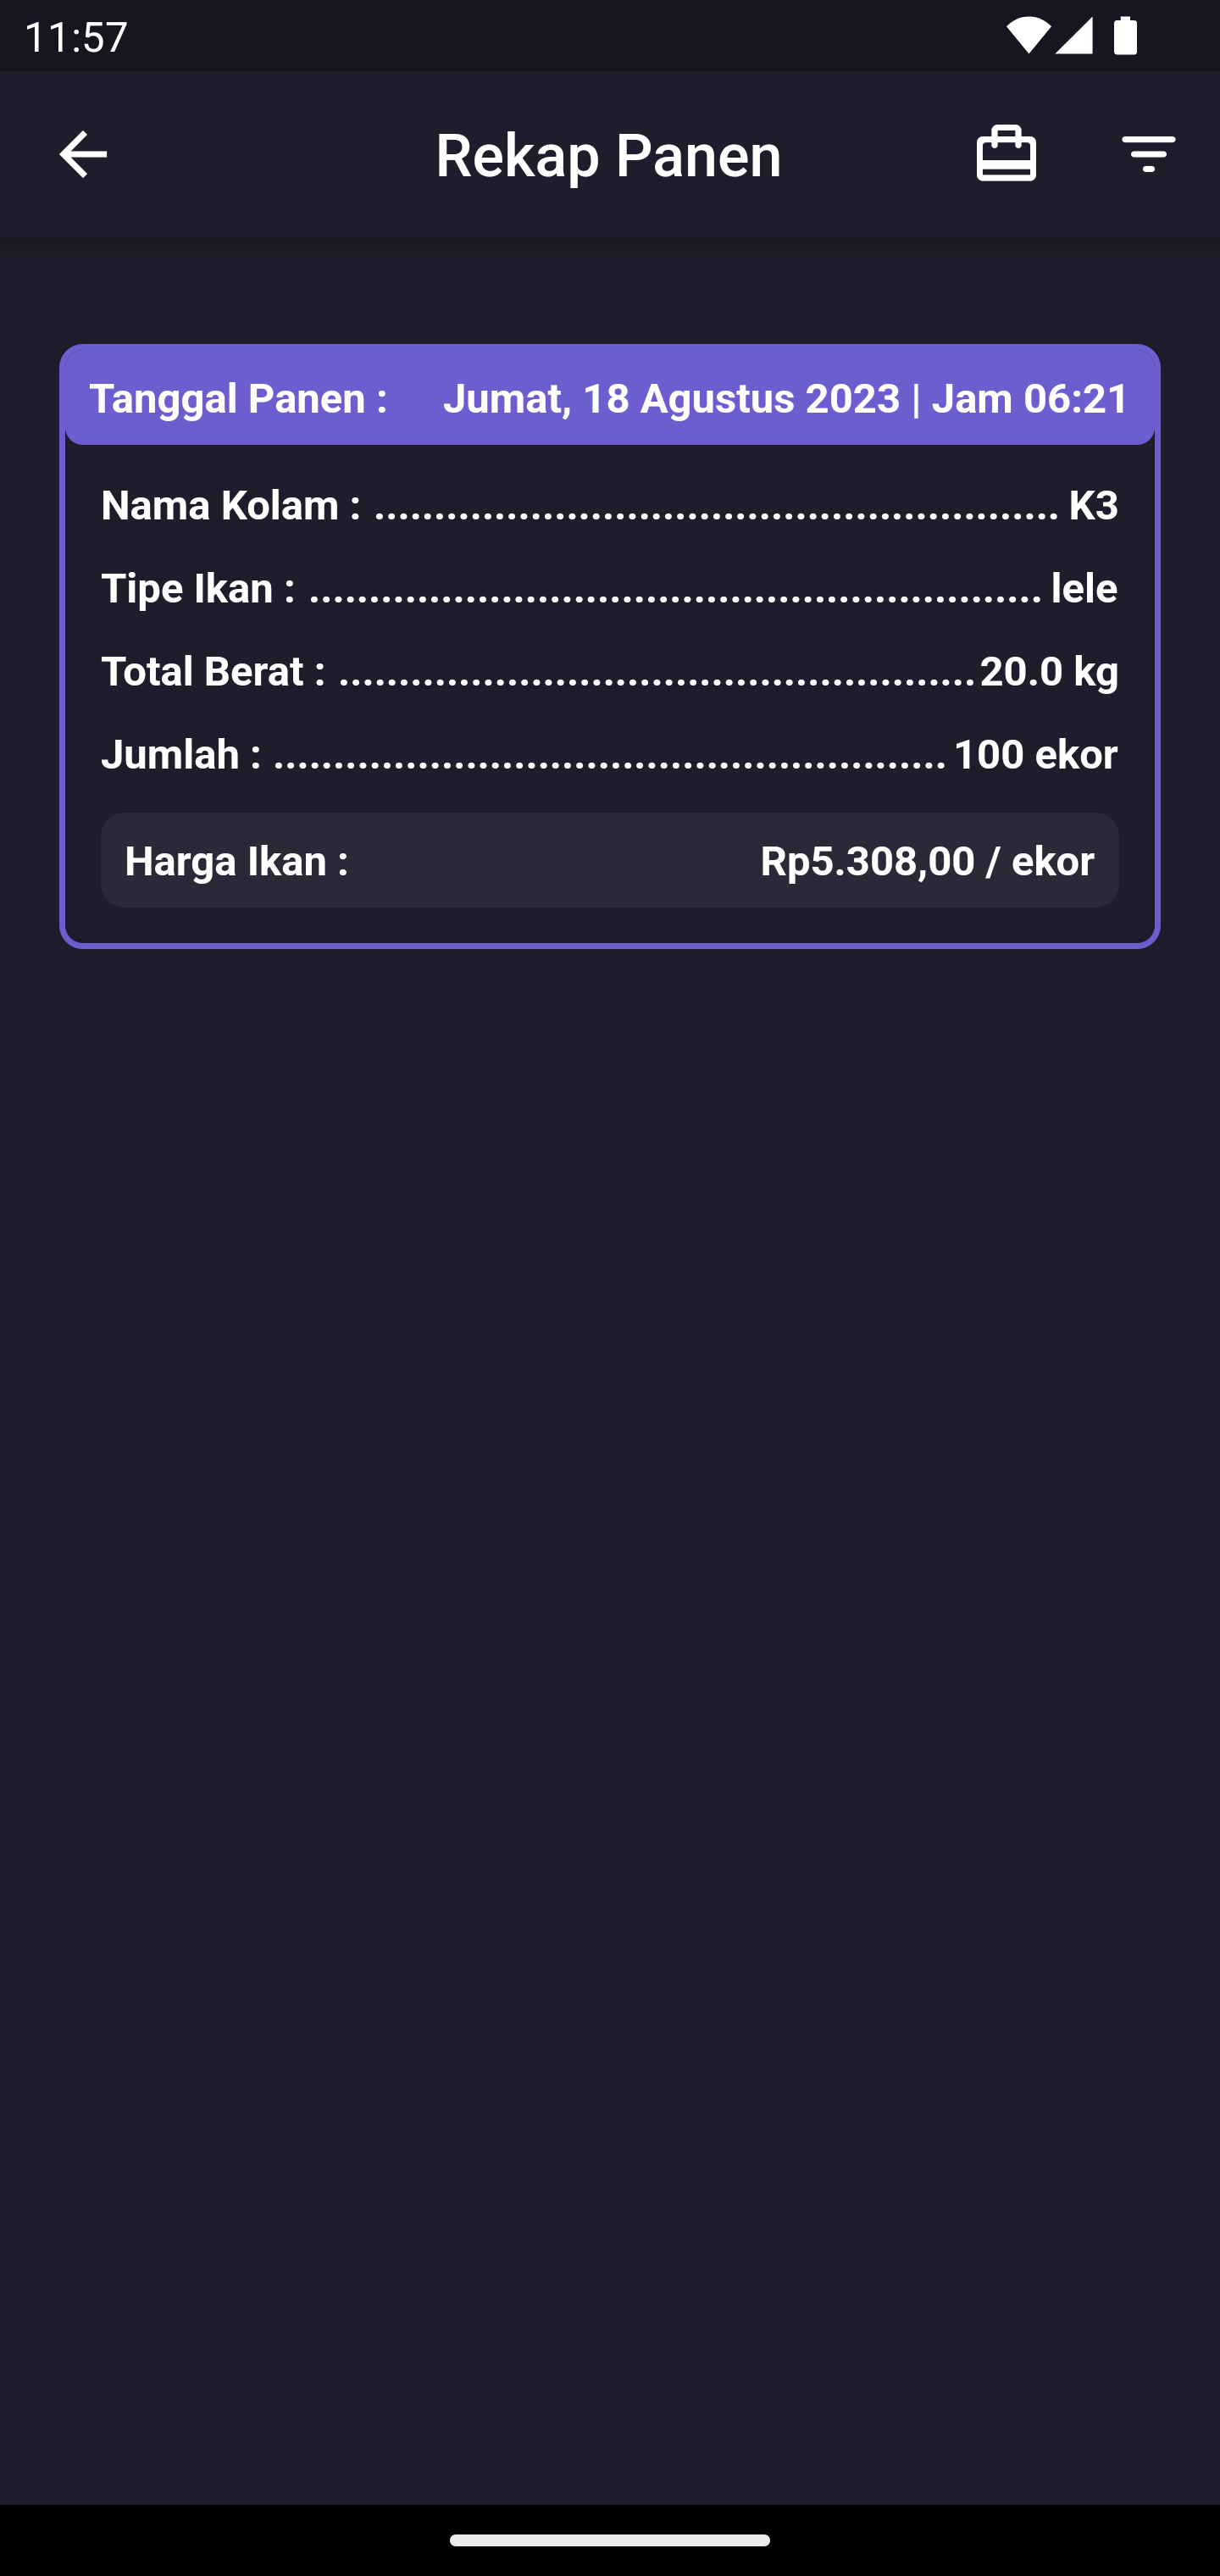 11:57
Rekap Panen
Tanggal Panen : Jumat, 18 Agustus 2023 | Jam 06:21
Nama Kolam : ......................................................... K3
Tipe Ikan : ............................................................. lele
Total Berat : ..................................................... 20.0 kg
Jumlah : ........................................................ 100 ekor
Harga Ikan : Rp5.308,00 / ekor